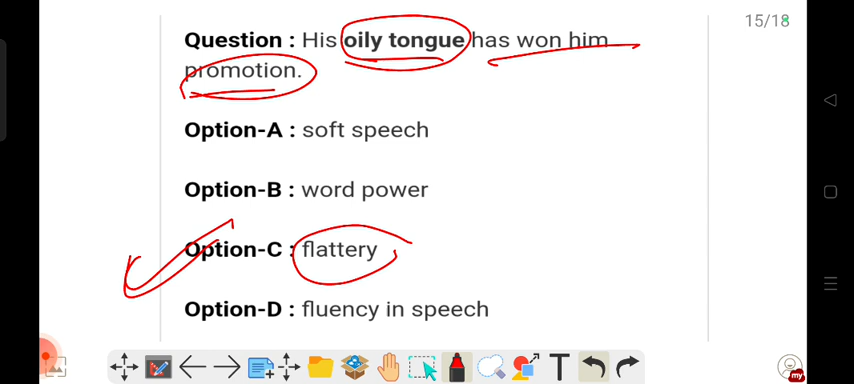 15/18
Question : His oily tongue has won him
promotion.
Option-A : soft speech
Option-B : word power
Option-C : flattery
Option-D : fluency in speech
T
my